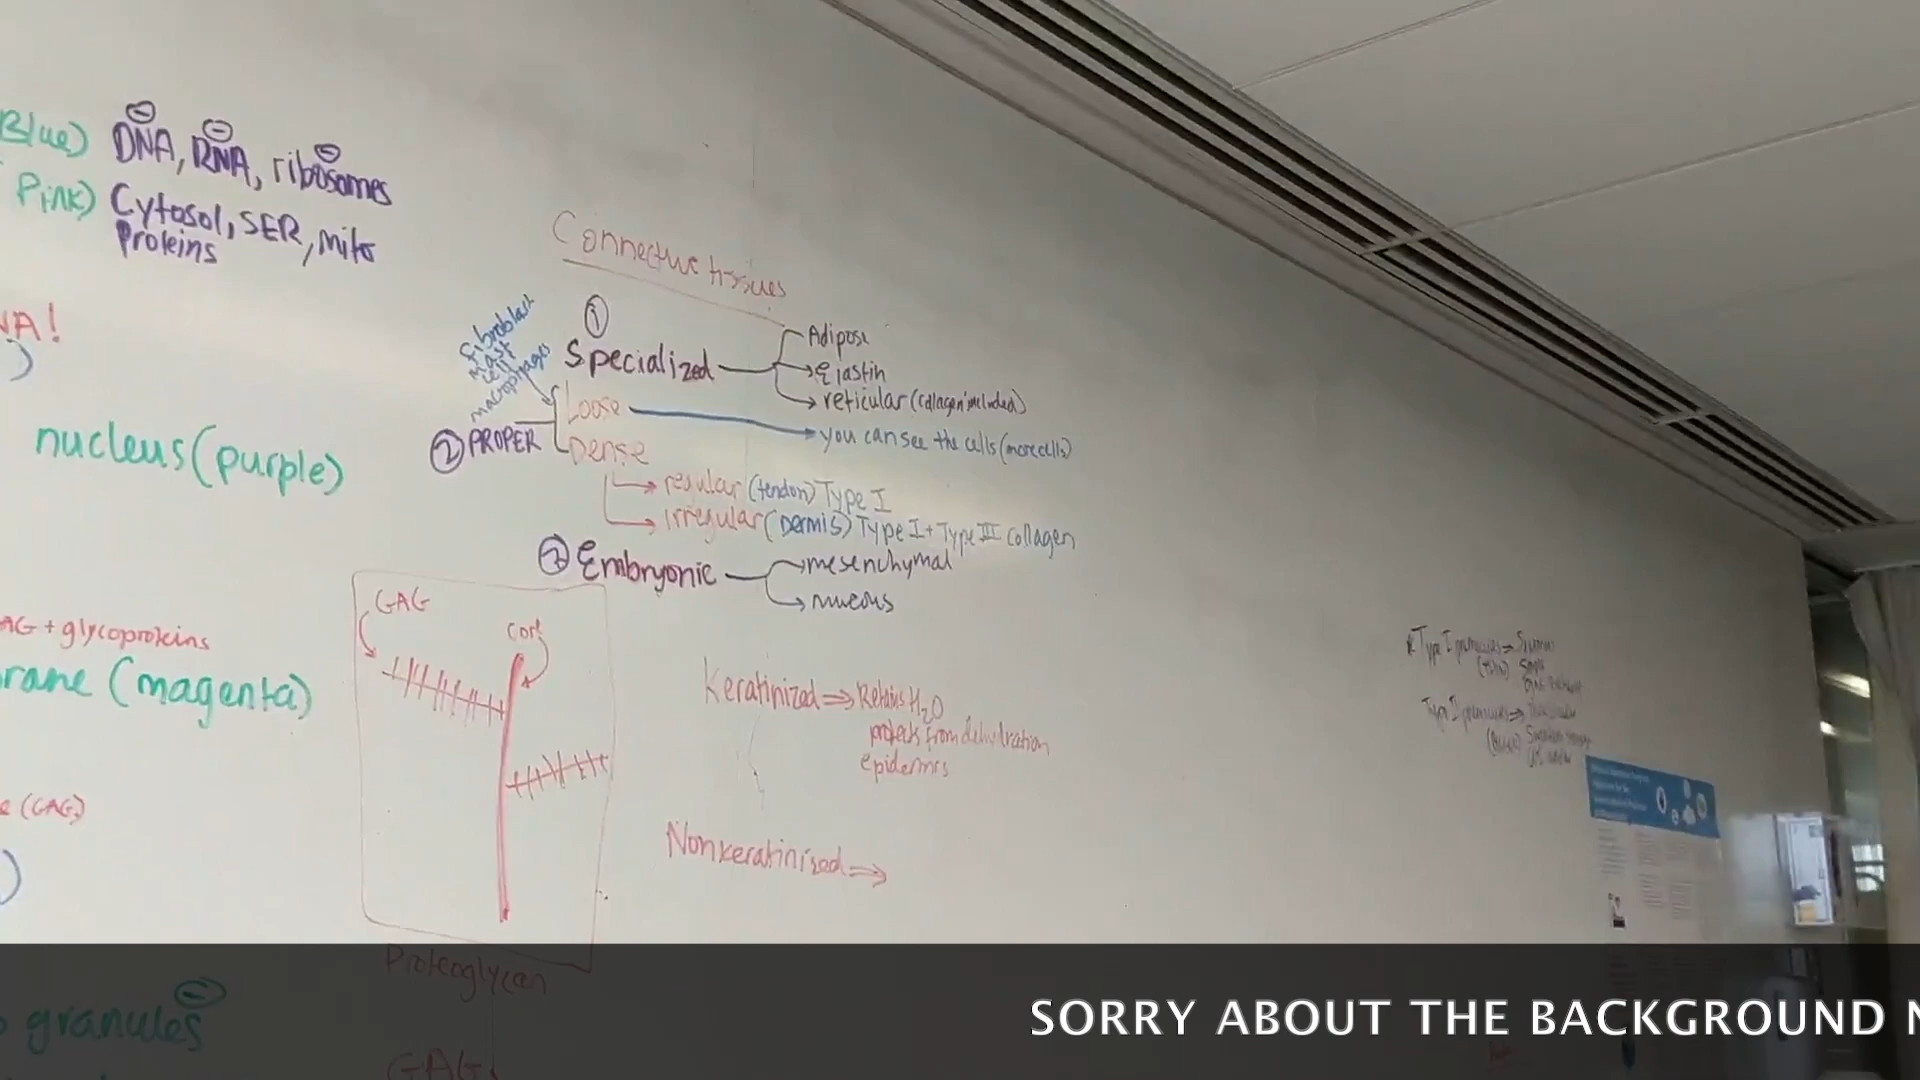 Blue) DNA, RNA, ribosomes
Pink) Cytosol, SER, mito
Proteins
NA!
nucleus (purple)
AG + glycoproteins
rane (magenta)
(GAG)
granules
Connective tissues
① Specialized
Adipose
Elastin
reticular (collagen included)
Fibroblast
mast
cell
macrophages
② PROPER
Loose
you can see the cells (more cells)
Dense
regular (tendon) Type I
irregular (Dermis) Type I + Type III collagen
② Embryonic
mesenchymal
mucous
GAG
core
Proteoglycan
GAGs
Keratinized ⇒ Retains H₂O
protects from dehydration
epidermis
Nonkeratinized ⇒
SORRY ABOUT THE BACKGROUND N